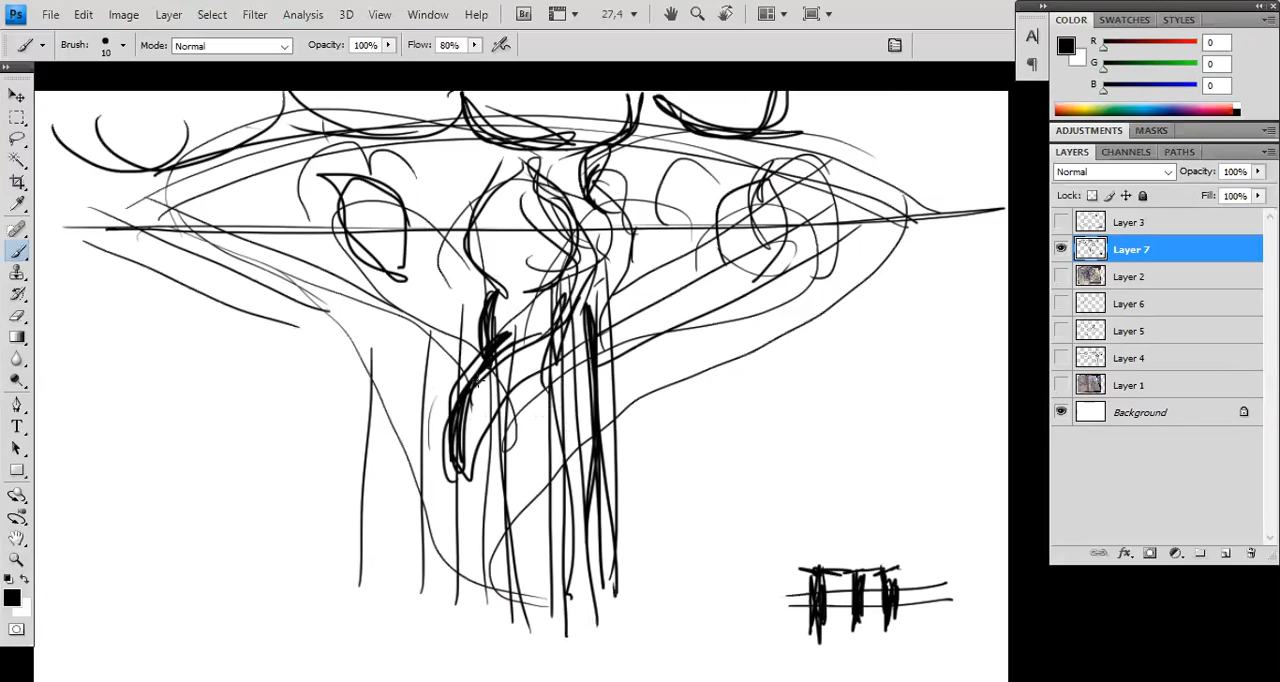 Ps File Edit Image Layer Select Filter Analysis 3D View Window Help Br 27,4
Brush: 10 Mode: Normal Opacity: 100% Flow: 80%
COLOR SWATCHES STYLES
R 0
G 0
B 0
ADJUSTMENTS MASKS
LAYERS CHANNELS PATHS
Normal Opacity: 100%
Lock: Fill: 100%
Layer 3
Layer 7
Layer 2
Layer 6
Layer 5
Layer 4
Layer 1
Background
fx